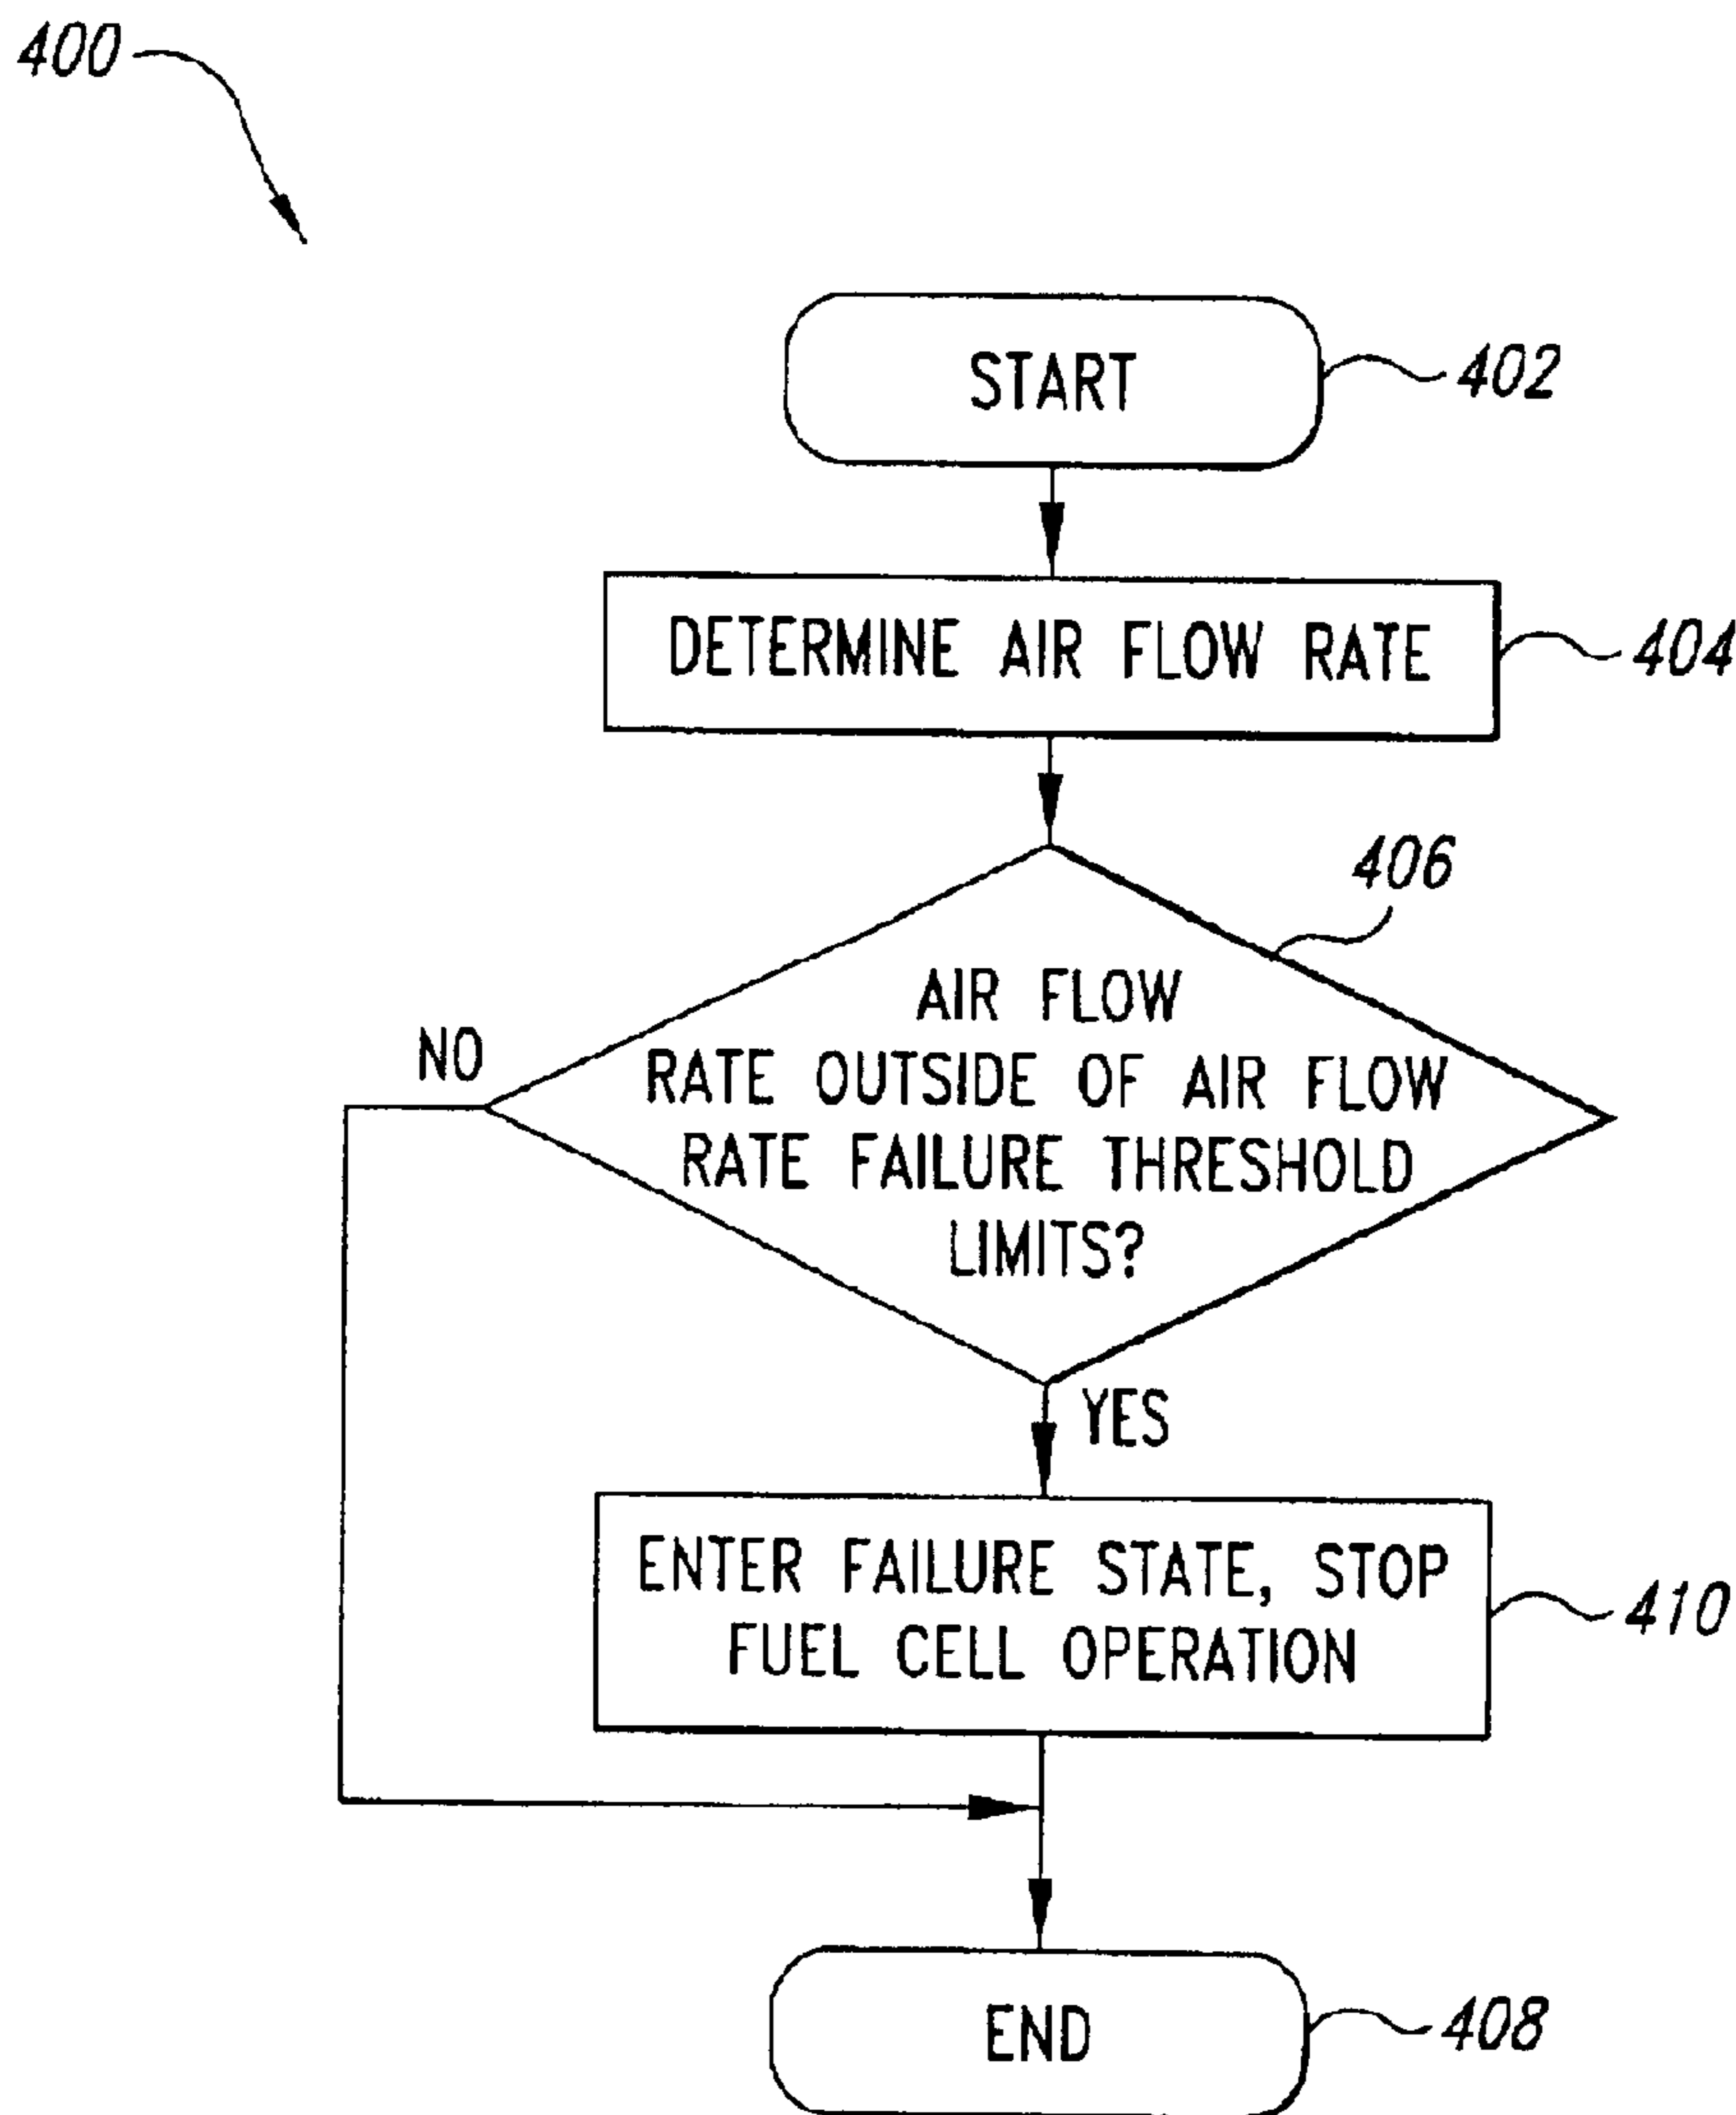 400
START
402
DETERMINE AIR FLOW RATE
404
406
AIR FLOW
RATE OUTSIDE OF AIR FLOW
RATE FAILURE THRESHOLD
LIMITS?
NO
YES
ENTER FAILURE STATE, STOP
FUEL CELL OPERATION
410
END
408